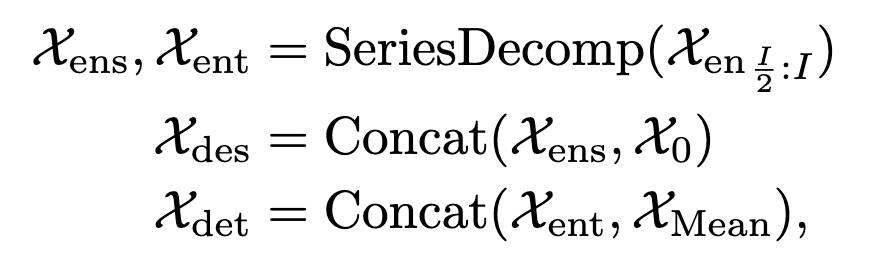 𝒳ens, 𝒳ent = SeriesDecomp(𝒳en I/2:I)
𝒳des = Concat(𝒳ens, 𝒳0)
𝒳det = Concat(𝒳ent, 𝒳Mean),